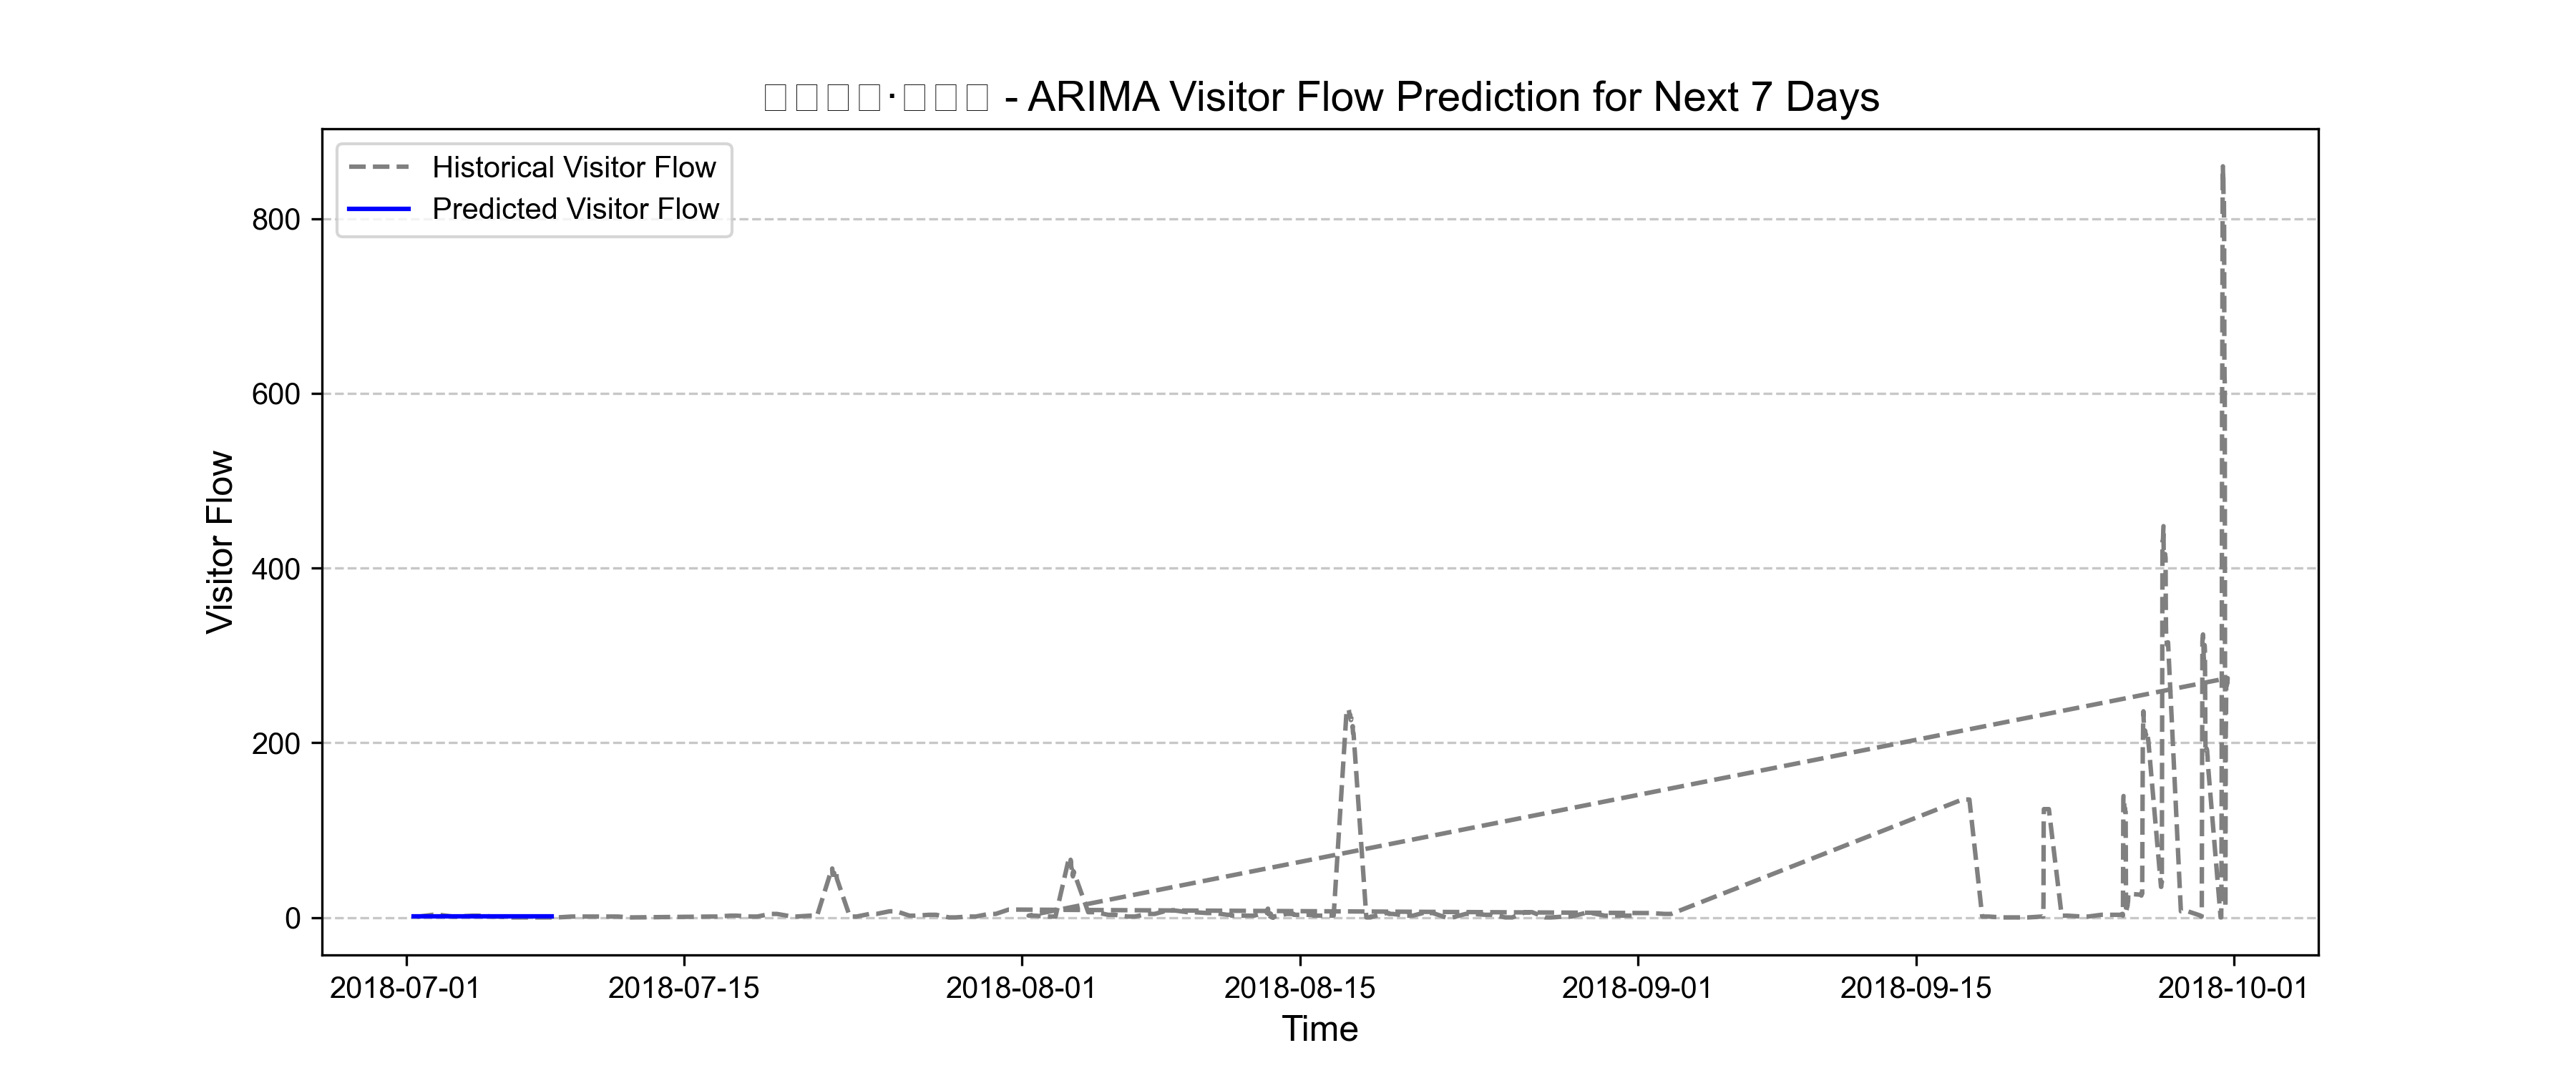 □□□□·□□□ - ARIMA Visitor Flow Prediction for Next 7 Days
Historical Visitor Flow
Predicted Visitor Flow
Visitor Flow
800
600
400
200
0
2018-07-01 2018-07-15 2018-08-01 2018-08-15 2018-09-01 2018-09-15 2018-10-01
Time